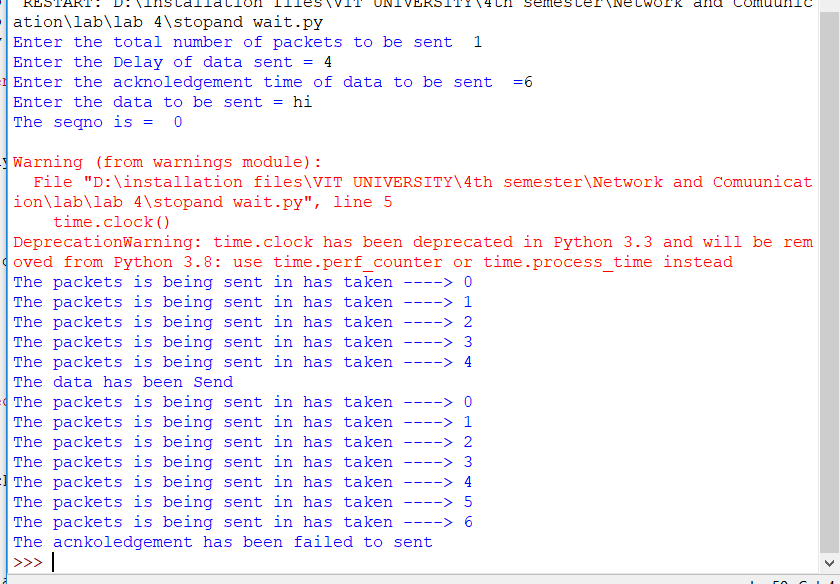 RESTART: D:\installation files\VIT UNIVERSITY\4th semester\Network and Comuunic
ation\lab\lab 4\stopand wait.py
Enter the total number of packets to be sent  1
Enter the Delay of data sent = 4
Enter the acknoledgement time of data to be sent  =6
Enter the data to be sent = hi
The seqno is =  0
Warning (from warnings module):
  File "D:\installation files\VIT UNIVERSITY\4th semester\Network and Comuunicat
ion\lab\lab 4\stopand wait.py", line 5
    time.clock()
DeprecationWarning: time.clock has been deprecated in Python 3.3 and will be rem
oved from Python 3.8: use time.perf_counter or time.process_time instead
The packets is being sent in has taken ----> 0
The packets is being sent in has taken ----> 1
The packets is being sent in has taken ----> 2
The packets is being sent in has taken ----> 3
The packets is being sent in has taken ----> 4
The data has been Send
The packets is being sent in has taken ----> 0
The packets is being sent in has taken ----> 1
The packets is being sent in has taken ----> 2
The packets is being sent in has taken ----> 3
The packets is being sent in has taken ----> 4
The packets is being sent in has taken ----> 5
The packets is being sent in has taken ----> 6
The acnkoledgement has been failed to sent
>>>